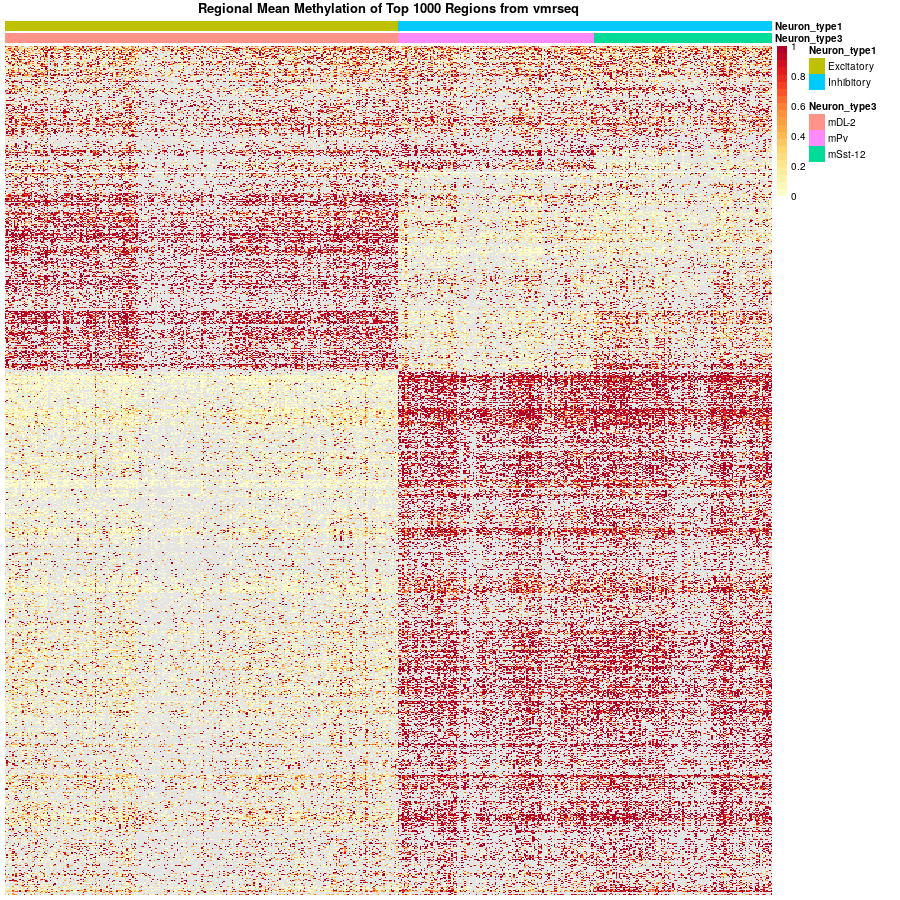 Regional Mean Methylation of Top 1000 Regions from vmrseq
Neuron_type1
Neuron_type3
1
0.8
0.6
0.4
0.2
0
Neuron_type1
Excitatory
Inhibitory
Neuron_type3
mDL-2
mPv
mSst-12